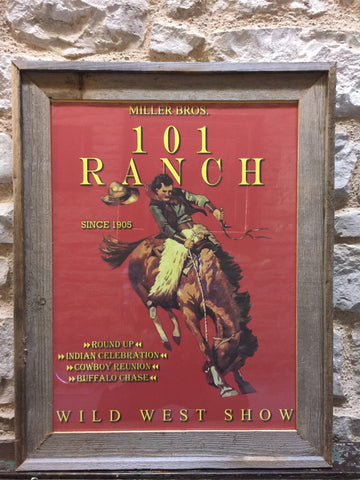 MILLER BROS.
101
RANCH
SINCE 1905
ROUND UP
INDIAN CELEBRATION
COWBOY REUNION
BUFFALO CHASE
WILD WEST SHOW